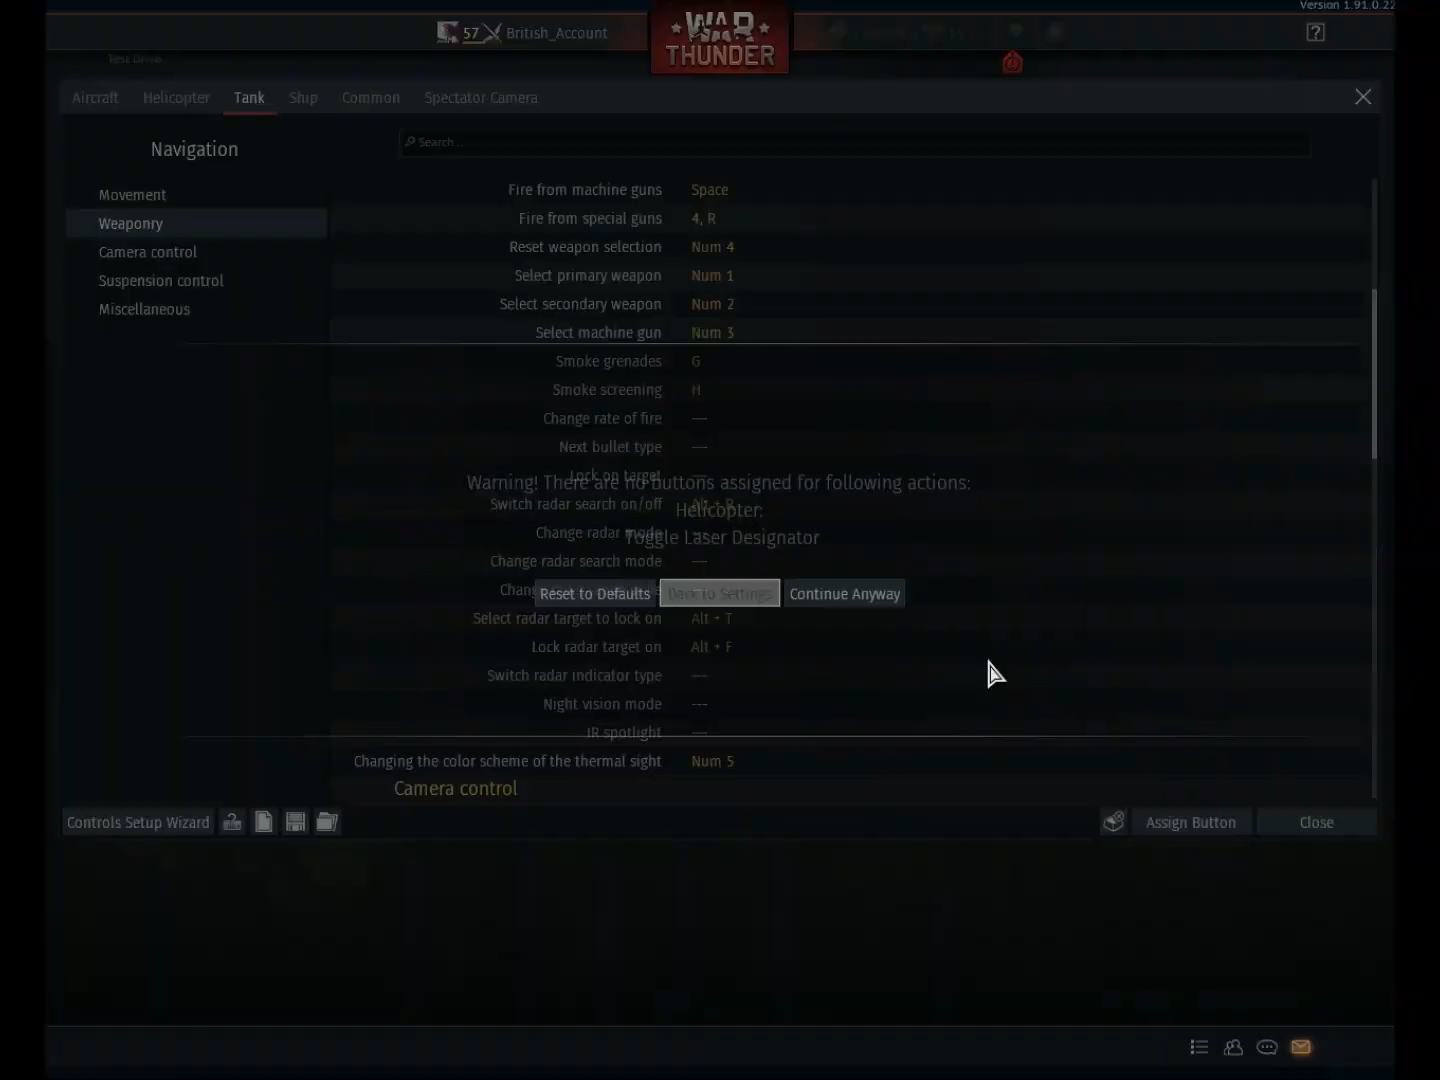 Version 1.91.0.22
57 British_Account
WAR
THUNDER
?
Test Drive
Aircraft Helicopter Tank Ship Common Spectator Camera
Navigation
Search...
Movement
Weaponry
Camera control
Suspension control
Miscellaneous
Fire from machine guns Space
Fire from special guns 4, R
Reset weapon selection Num 4
Select primary weapon Num 1
Select secondary weapon Num 2
Select machine gun Num 3
Smoke grenades G
Smoke screening H
Change rate of fire ---
Next bullet type ---
Lock on target
Warning! There are no buttons assigned for following actions:
Switch radar search on/off
Helicopter:
Change radar mode
Toggle Laser Designator
Change radar search mode ---
Reset to Defaults Back to Settings Continue Anyway
Select radar target to lock on Alt + T
Lock radar target on Alt + F
Switch radar indicator type ---
Night vision mode ---
IR spotlight ---
Changing the color scheme of the thermal sight Num 5
Camera control
Controls Setup Wizard Assign Button Close